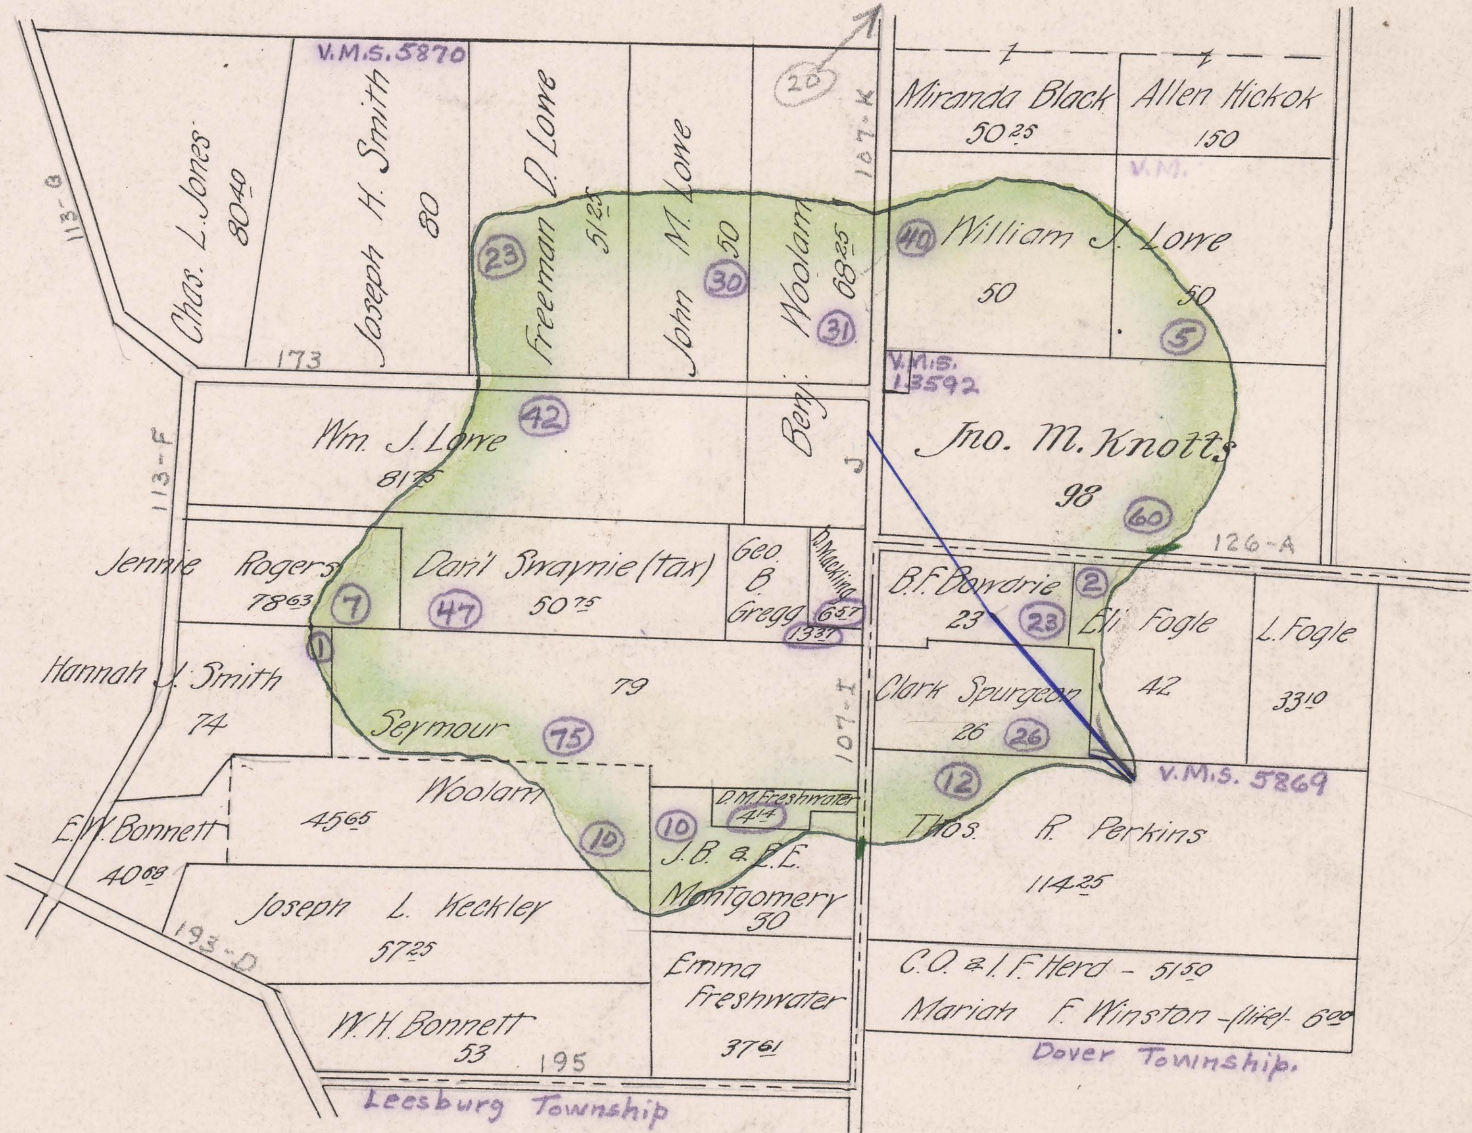 V.M.S. 5870
20
107-K
Miranda Black
50 25
Allen Hickok
150
V.M.
113-G
Chas. L. Jones
80 40
Joseph H. Smith
80
23
Freeman D. Lowe
51 25
John M. Lowe
50
30
Benj. Woolam
68 25
31
40
William J. Lowe
50
50
5
173
V.M.S.
13592
Wm. J. Lowe
81 75
42
J
Jno. M. Knotts
98
60
113-F
126-A
Jennie Rogers
78 63
7
Dan'l Swaynie (tax)
47
50 75
Geo.
B.
Gregg
13 37
D. Mackling
6 57
B.F. Bowdrie
23
23
2
Eli Fogle
42
L. Fogle
33 10
1
Hannah J. Smith
74
79
Seymour
75
Woolam
45 65
10
107-I
Clark Spurgeon
26
26
V.M.S. 5869
12
Thos. R. Perkins
114 25
E.W. Bonnett
40 68
10
D.M. Freshwater
4 14
J.B. & E.E.
Montgomery
50
Joseph L. Keckley
57 25
193-D
Emma
Freshwater
37 61
C.O. & I.F. Herd - 51 50
Mariah F. Winston - (life) - 6 00
W.H. Bonnett
53
195
Dover Township.
Leesburg Township